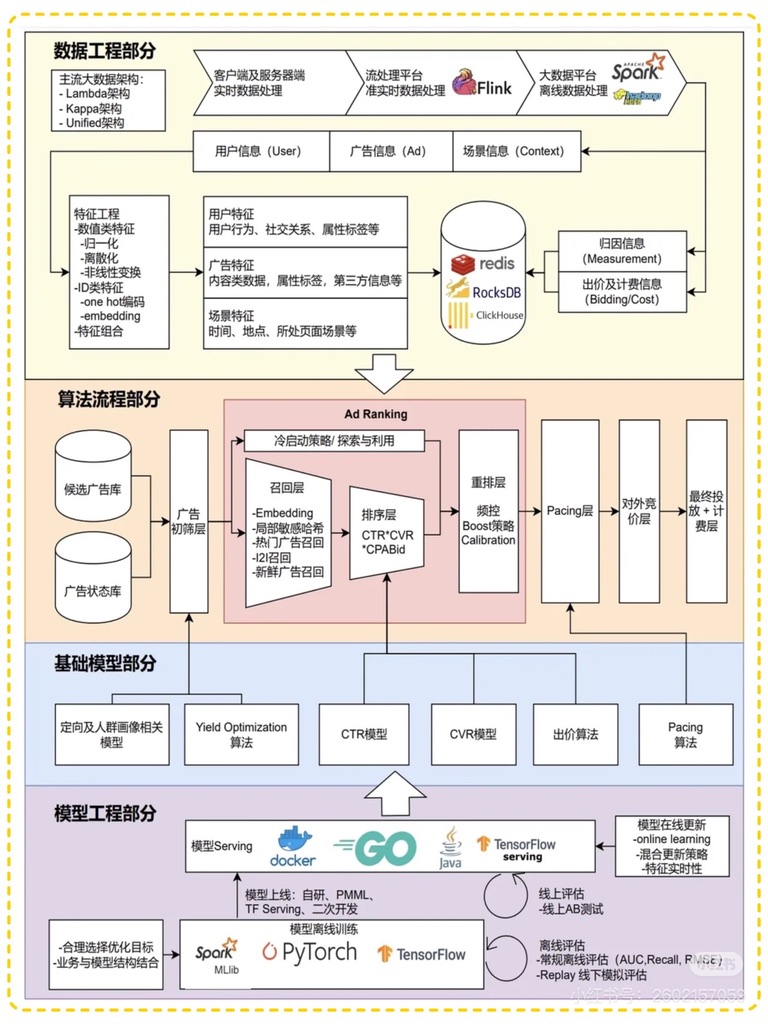 数据工程部分
主流大数据架构:
- Lambda架构
- Kappa架构
- Unified架构
客户端及服务器端
实时数据处理
流处理平台
准实时数据处理
Flink
大数据平台
离线数据处理
APACHE
Spark
hadoop
用户信息（User）
广告信息（Ad）
场景信息（Context）
特征工程
-数值类特征
-归一化
-离散化
-非线性变换
-ID类特征
-one hot编码
-embedding
-特征组合
用户特征
用户行为、社交关系、属性标签等
广告特征
内容类数据，属性标签，第三方信息等
场景特征
时间、地点、所处页面场景等
redis
RocksDB
ClickHouse
归因信息
(Measurement)
出价及计费信息
(Bidding/Cost)
算法流程部分
候选广告库
广告状态库
广告
初筛层
Ad Ranking
冷启动策略/ 探索与利用
召回层
-Embedding
-局部敏感哈希
-热门广告召回
-I2I召回
-新鲜广告召回
排序层
CTR*CVR
*CPABid
重排层
频控
Boost策略
Calibration
Pacing层
对外竞
价层
最终投
放 + 计
费层
基础模型部分
定向及人群画像相关
模型
Yield Optimization
算法
CTR模型
CVR模型
出价算法
Pacing
算法
模型工程部分
模型Serving
docker
GO
Java
TensorFlow
serving
模型在线更新
-online learning
-混合更新策略
-特征实时性
模型上线：自研、PMML、
TF Serving、二次开发
线上评估
-线上AB测试
-合理选择优化目标
-业务与模型结构结合
模型离线训练
Spark
MLlib
PyTorch
TensorFlow
离线评估
-常规离线评估（AUC,Recall, RMSE）
-Replay 线下模拟评估
小红书
小红书号：2602157059